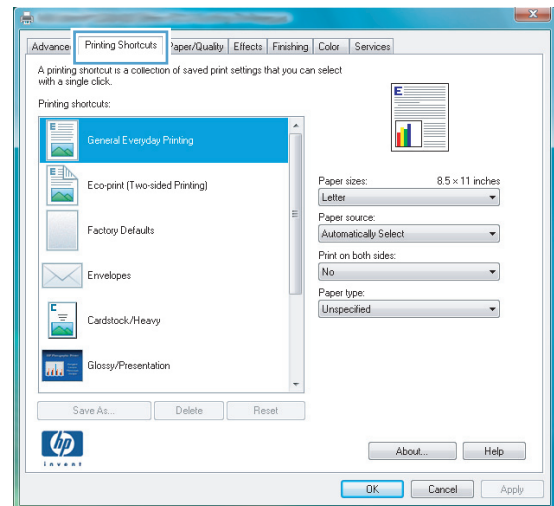 Advance
Printing Shortcuts
Paper/Quality
Effects
Finishing
Color
Services
A printing shortcut is a collection of saved print settings that you can select
with a single click.
Printing shortcuts:
E
General Everyday Printing
E
Eco-print (Two-sided Printing)
Factory Defaults
Envelopes
E
Cardstock/Heavy
Glossy/Presentation
E
Paper sizes: 8.5 × 11 inches
Letter
Paper source:
Automatically Select
Print on both sides:
No
Paper type:
Unspecified
Save As...
Delete
Reset
hp
invent
About...
Help
OK
Cancel
Apply